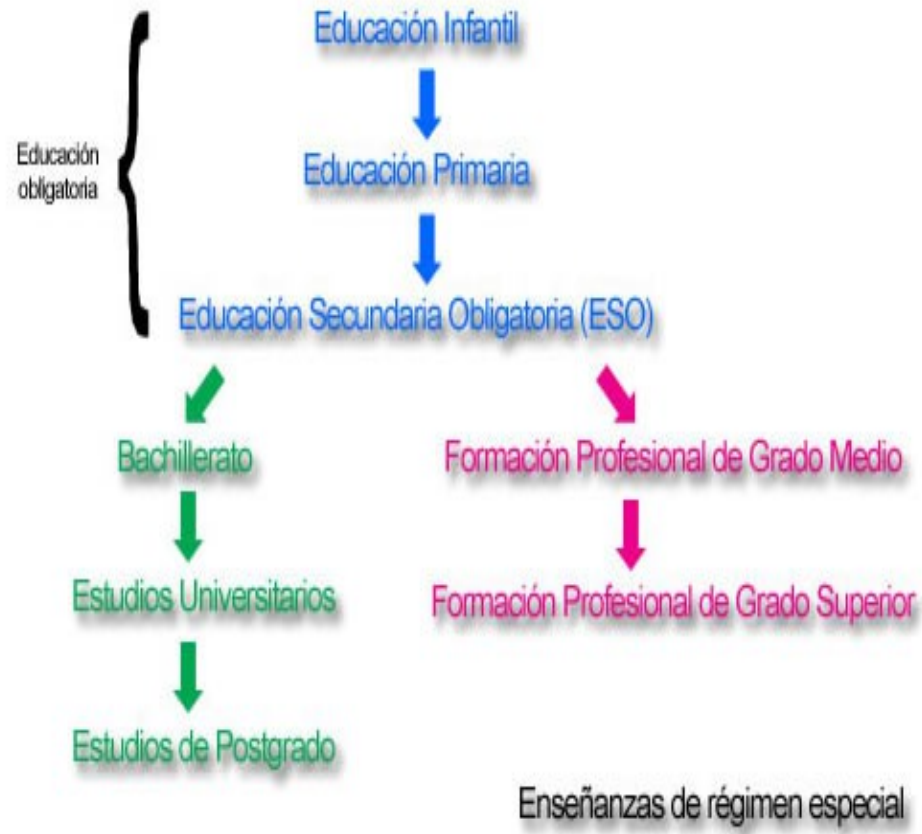 Educación Infantil
Educación
obligatoria
Educación Primaria
Educación Secundaria Obligatoria (ESO)
Bachillerato
Formación Profesional de Grado Medio
Estudios Universitarios
Formación Profesional de Grado Superior
Estudios de Postgrado
Enseñanzas de régimen especial